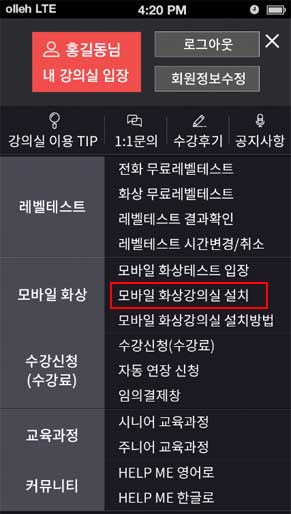 olleh LTE 4:20 PM
홍길동님
내 강의실 입장
로그아웃
회원정보수정
강의실 이용 TIP
1:1문의
수강후기
공지사항
레벨테스트
전화 무료레벨테스트
화상 무료레벨테스트
레벨테스트 결과확인
레벨테스트 시간변경/취소
모바일 화상
모바일 화상테스트 입장
모바일 화상강의실 설치
모바일 화상강의실 설치방법
수강신청
(수강료)
수강신청(수강료)
자동 연장 신청
임의결제창
교육과정
시니어 교육과정
주니어 교육과정
커뮤니티
HELP ME 영어로
HELP ME 한글로